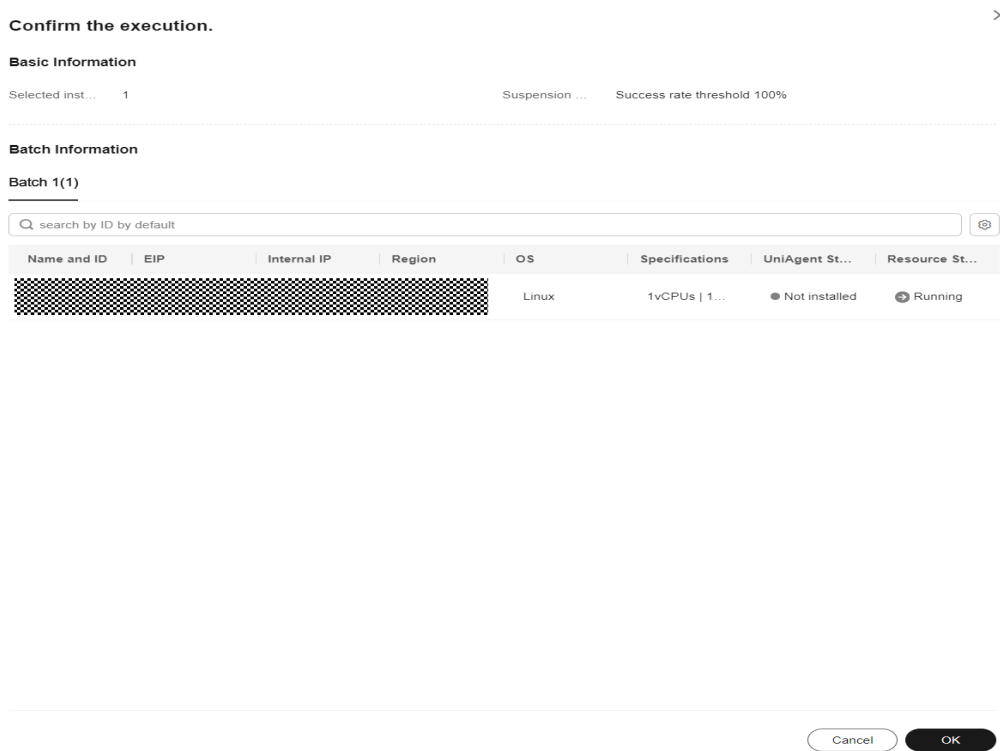 Confirm the execution.
Basic Information
Selected inst... 1 Suspension ... Success rate threshold 100%
Batch Information
Batch 1(1)
search by ID by default
Name and ID EIP Internal IP Region OS Specifications UniAgent St... Resource St...
Linux 1vCPUs | 1... Not installed Running
Cancel OK